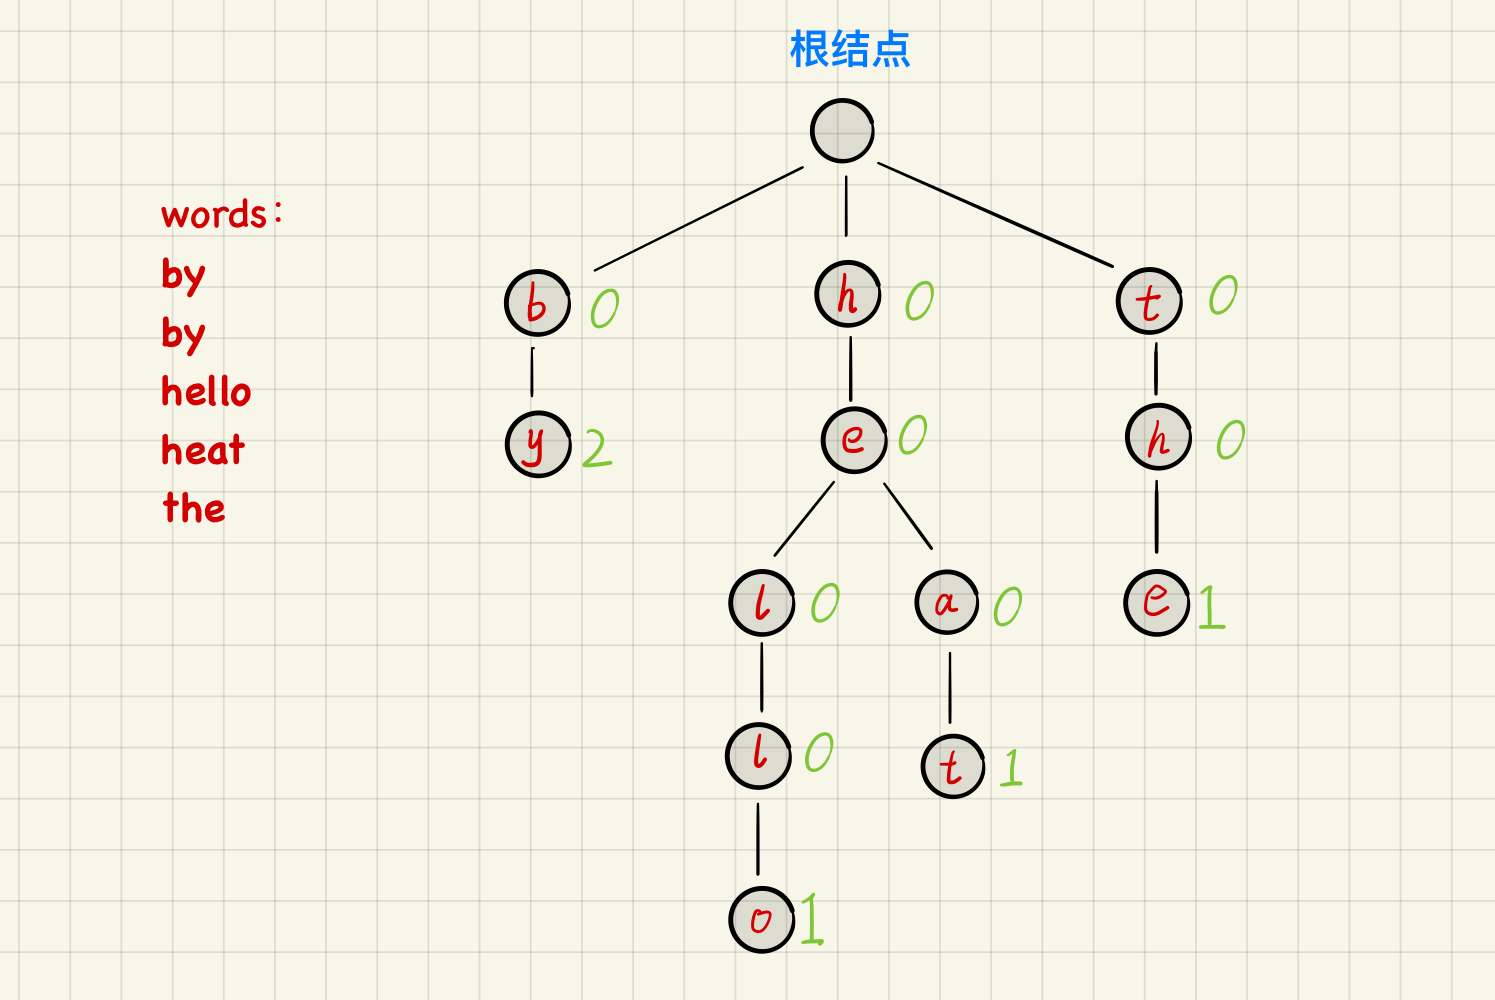 根结点
words:
by
by
hello
heat
the
b 0
h 0
t 0
y 2
e 0
h 0
l 0
a 0
e 1
l 0
t 1
o 1